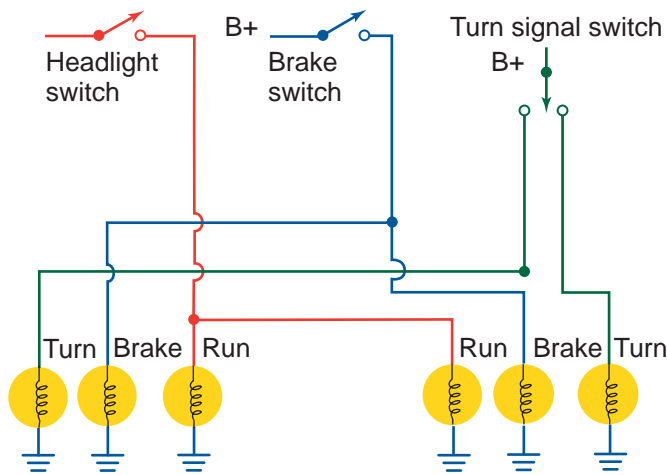 Headlight
switch
B+
Brake
switch
Turn signal switch
B+
Turn Brake Run
Run Brake Turn